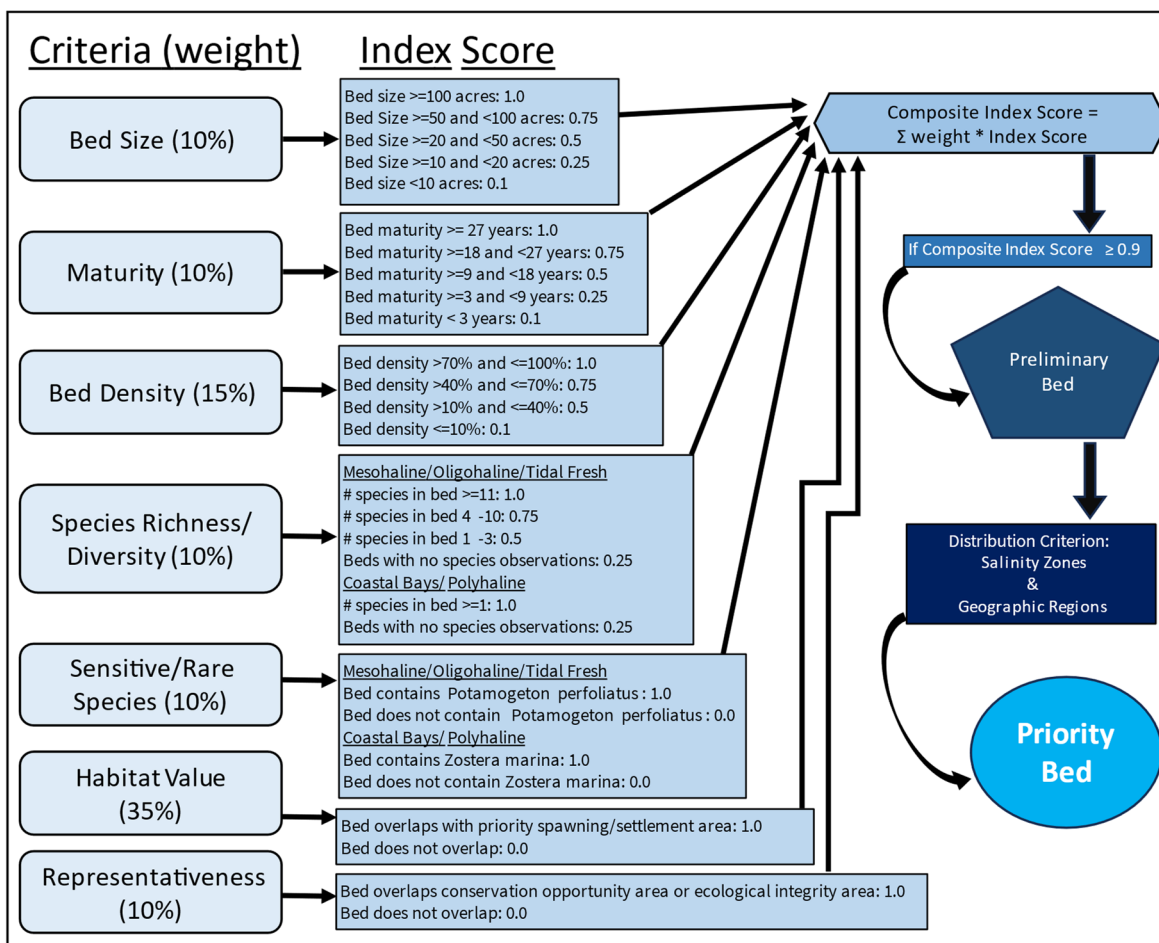 Criteria (weight)
Index Score
Bed Size (10%)
Bed size >=100 acres: 1.0
Bed Size >=50 and <100 acres: 0.75
Bed Size >=20 and <50 acres: 0.5
Bed Size >=10 and <20 acres: 0.25
Bed size <10 acres: 0.1
Maturity (10%)
Bed maturity >= 27 years: 1.0
Bed maturity >=18 and <27 years: 0.75
Bed maturity >=9 and <18 years: 0.5
Bed maturity >=3 and <9 years: 0.25
Bed maturity < 3 years: 0.1
Bed Density (15%)
Bed density >70% and <=100%: 1.0
Bed density >40% and <=70%: 0.75
Bed density >10% and <=40%: 0.5
Bed density <=10%: 0.1
Species Richness/
Diversity (10%)
Mesohaline/Oligohaline/Tidal Fresh
# species in bed >=11: 1.0
# species in bed 4 -10: 0.75
# species in bed 1 -3: 0.5
Beds with no species observations: 0.25
Coastal Bays/ Polyhaline
# species in bed >=1: 1.0
Beds with no species observations: 0.25
Sensitive/Rare
Species (10%)
Mesohaline/Oligohaline/Tidal Fresh
Bed contains Potamogeton perfoliatus : 1.0
Bed does not contain Potamogeton perfoliatus : 0.0
Coastal Bays/ Polyhaline
Bed contains Zostera marina: 1.0
Bed does not contain Zostera marina: 0.0
Habitat Value
(35%)
Bed overlaps with priority spawning/settlement area: 1.0
Bed does not overlap: 0.0
Representativeness
(10%)
Bed overlaps conservation opportunity area or ecological integrity area: 1.0
Bed does not overlap: 0.0
Composite Index Score =
Σ weight * Index Score
If Composite Index Score ≥ 0.9
Preliminary
Bed
Distribution Criterion:
Salinity Zones
&
Geographic Regions
Priority
Bed